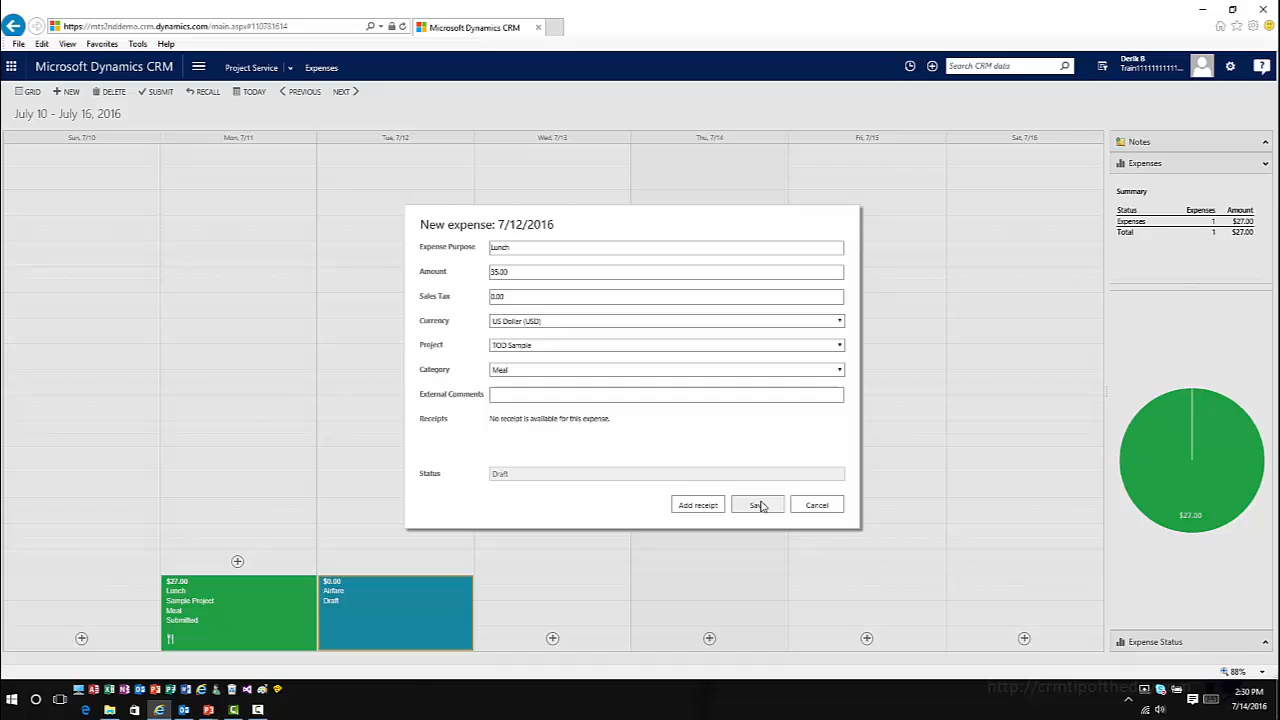 https://mts2nddemo.crm.dynamics.com/main.aspx#110731614
Microsoft Dynamics CRM
File Edit View Favorites Tools Help
Microsoft Dynamics CRM
Project Service
Expenses
Search CRM data
Derik B
Train11111111111...
GRID
NEW
DELETE
SUBMIT
RECALL
TODAY
PREVIOUS
NEXT
July 10 - July 16, 2016
Sun, 7/10
Mon, 7/11
Tue, 7/12
Wed, 7/13
Thu, 7/14
Fri, 7/15
Sat, 7/16
Notes
Expenses
Summary
Status Expenses Amount
Expenses 1 $27.00
Total 1 $27.00
New expense: 7/12/2016
Expense Purpose Lunch
Amount 35.00
Sales Tax 0.00
Currency US Dollar (USD)
Project TOD Sample
Category Meal
External Comments
Receipts No receipt is available for this expense.
Status Draft
Add receipt
Cancel
$27.00
$27.00
Lunch
Sample Project
Meal
Submitted
$0.00
Airfare
Draft
Expense Status
88%
2:30 PM
7/14/2016